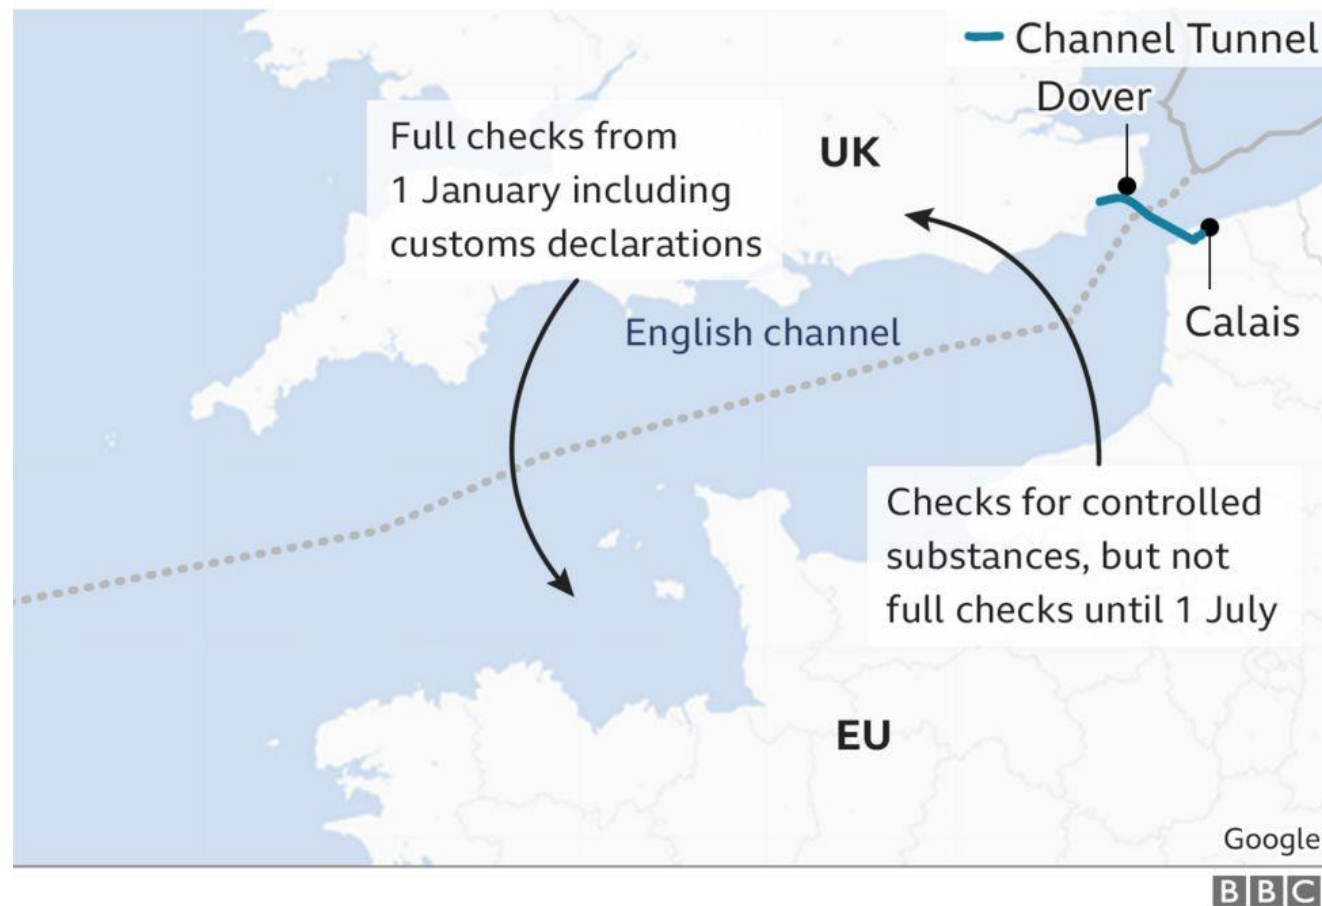 Channel Tunnel
Dover
Full checks from
1 January including
customs declarations
UK
English channel
Calais
Checks for controlled
substances, but not
full checks until 1 July
EU
Google
BBC